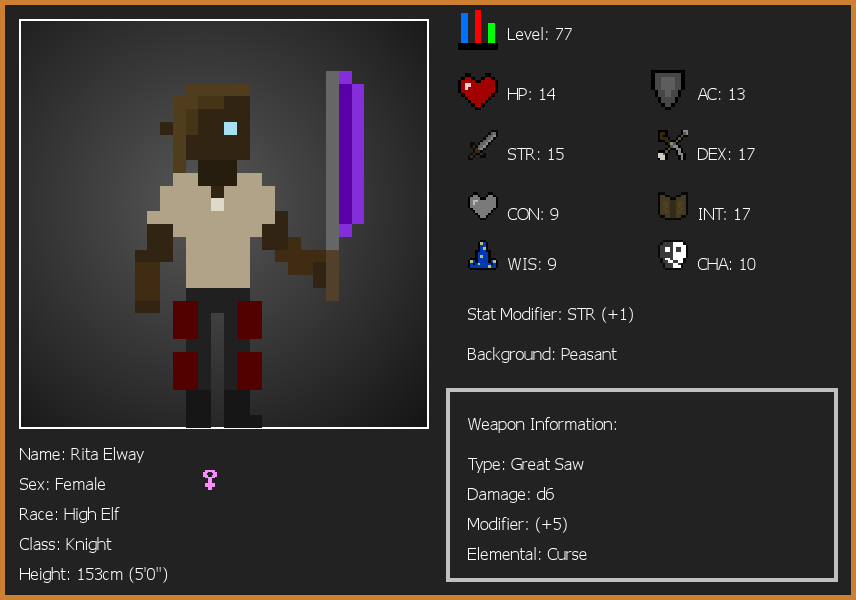 Level: 77
HP: 14
AC: 13
STR: 15
DEX: 17
CON: 9
INT: 17
WIS: 9
CHA: 10
Stat Modifier: STR (+1)
Background: Peasant
Weapon Information:
Type: Great Saw
Damage: d6
Modifier: (+5)
Elemental: Curse
Name: Rita Elway
Sex: Female
Race: High Elf
Class: Knight
Height: 153cm (5'0")